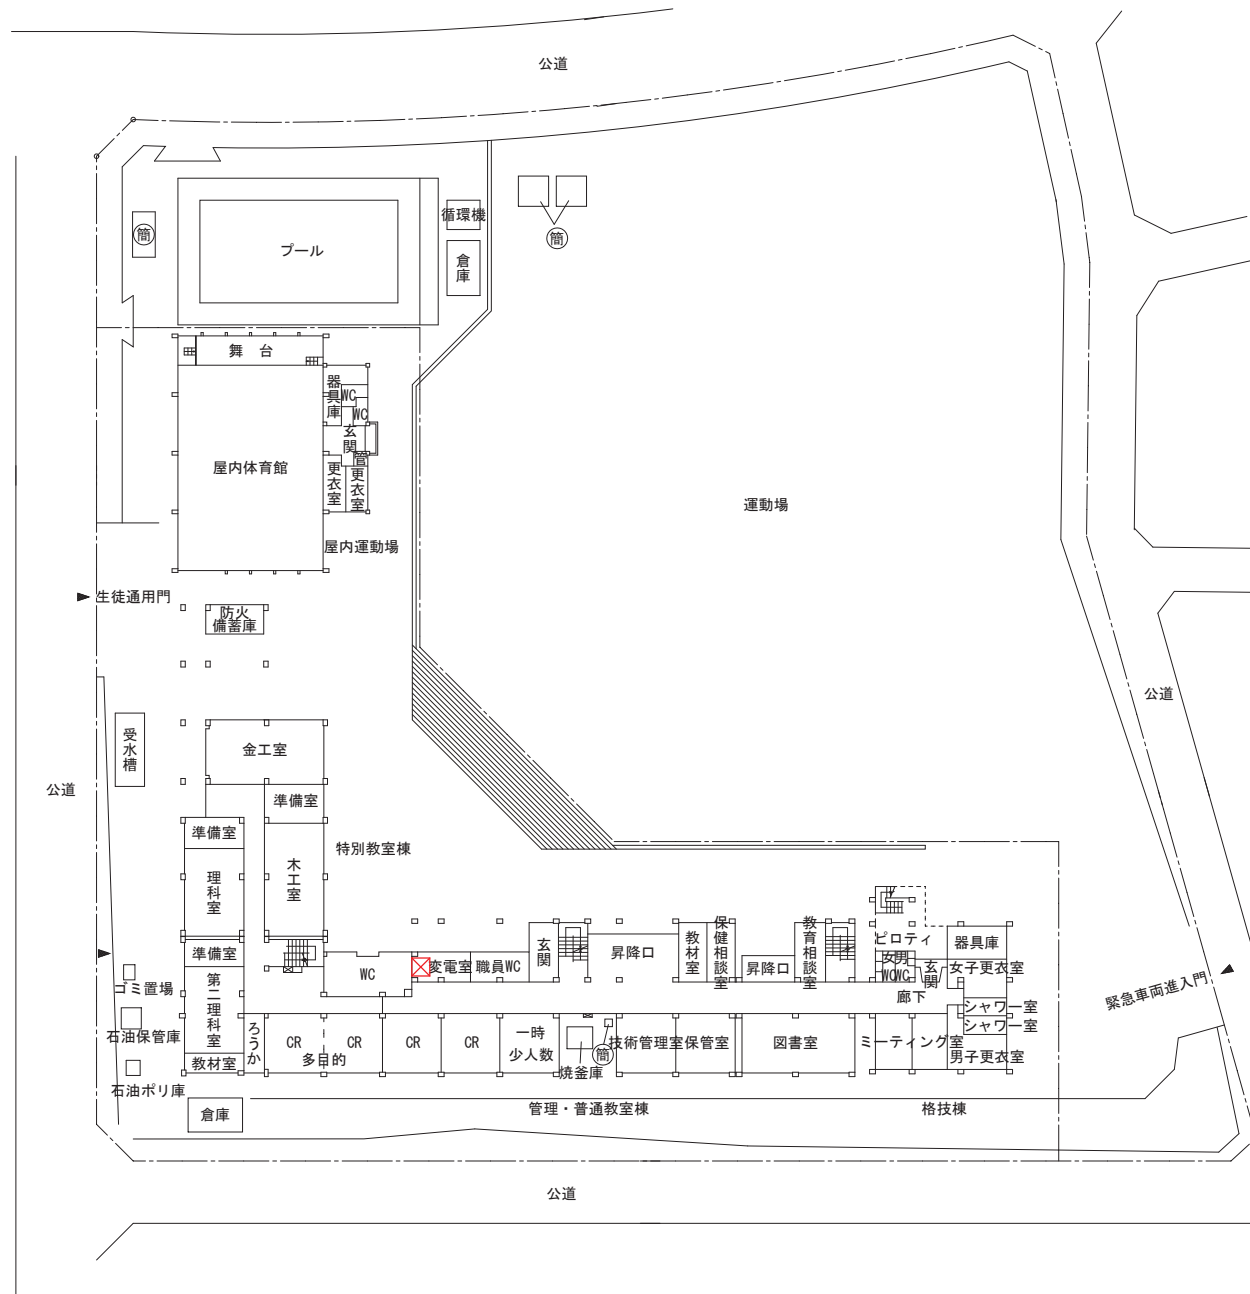 公道
循環機
簡
簡
プール
倉庫
舞 台
器具庫
WC
WC
玄関
屋内体育館
管
更衣室
更衣室
運動場
屋内運動場
生徒通用門
防火
備蓄庫
公道
受水槽
金工室
公道
準備室
準備室
特別教室棟
木工室
理科室
保健相談室
教育相談室
玄関
教材室
ピロティ
器具庫
準備室
昇降口
女
男
WC
変電室
職員WC
昇降口
WC
WC
玄関
女子更衣室
第二理科室
ゴミ置場
廊下
緊急車両進入門
シャワー室
シャワー室
石油保管庫
ろうか
CR
CR
CR
CR
多目的
一時
少人数
簡
技術管理室
保管室
図書室
ミーティング室
男子更衣室
教材室
焼釜庫
石油ポリ庫
倉庫
管理・普通教室棟
格技棟
公道